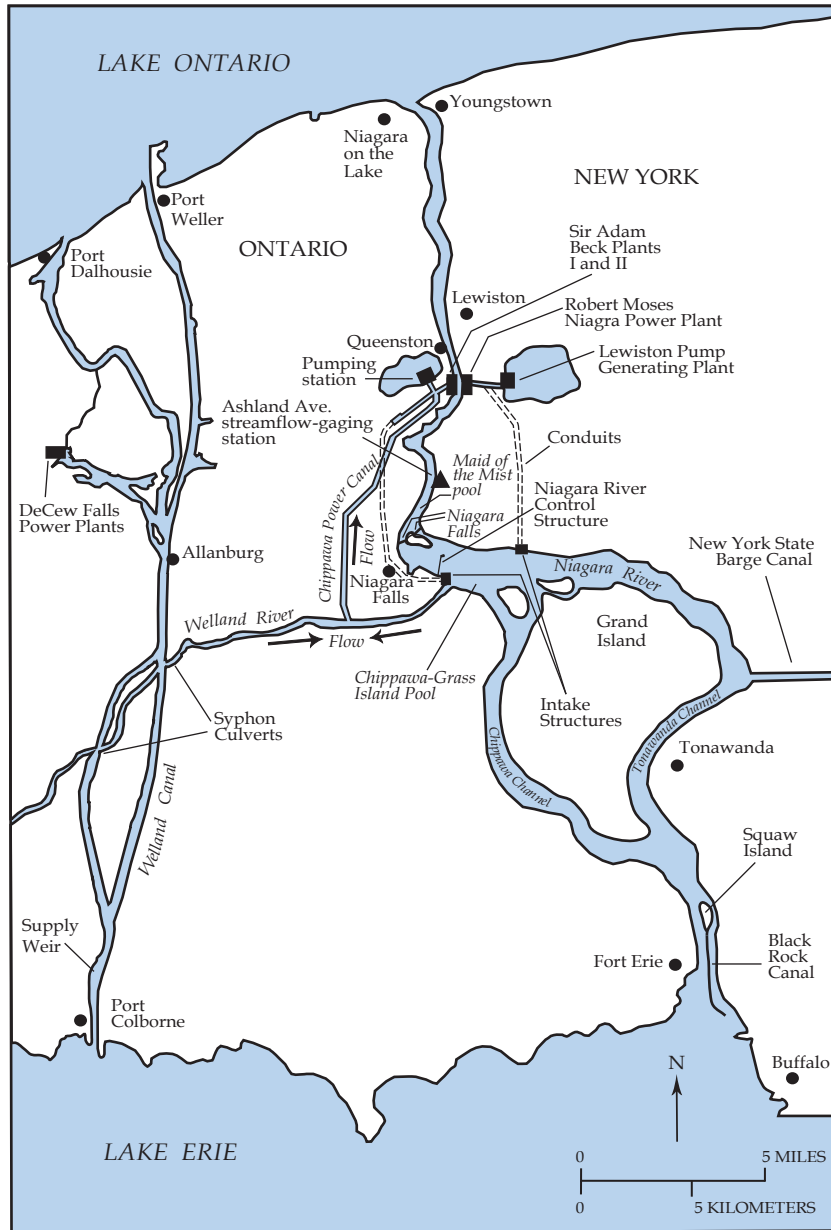 LAKE ONTARIO
Youngstown
Niagara
on the
Lake
NEW YORK
Port
Weller
ONTARIO
Sir Adam
Beck Plants
I and II
Port
Dalhousie
Lewiston
Robert Moses
Niagra Power Plant
Queenston
Pumping
station
Lewiston Pump
Generating Plant
Ashland Ave.
streamflow-gaging
station
Conduits
Maid of
the Mist
pool
Niagara River
Control
Structure
DeCew Falls
Power Plants
Chippawa Power Canal
Niagara
Falls
Flow
New York State
Barge Canal
Allanburg
Niagara
Falls
Niagara River
Welland River
Flow
Grand
Island
Chippawa-Grass
Island Pool
Intake
Structures
Syphon
Culverts
Chippawa Channel
Tonawanda Channel
Tonawanda
Welland Canal
Squaw
Island
Supply
Weir
Fort Erie
Black
Rock
Canal
Port
Colborne
N
Buffalo
LAKE ERIE
0 5 MILES
0 5 KILOMETERS